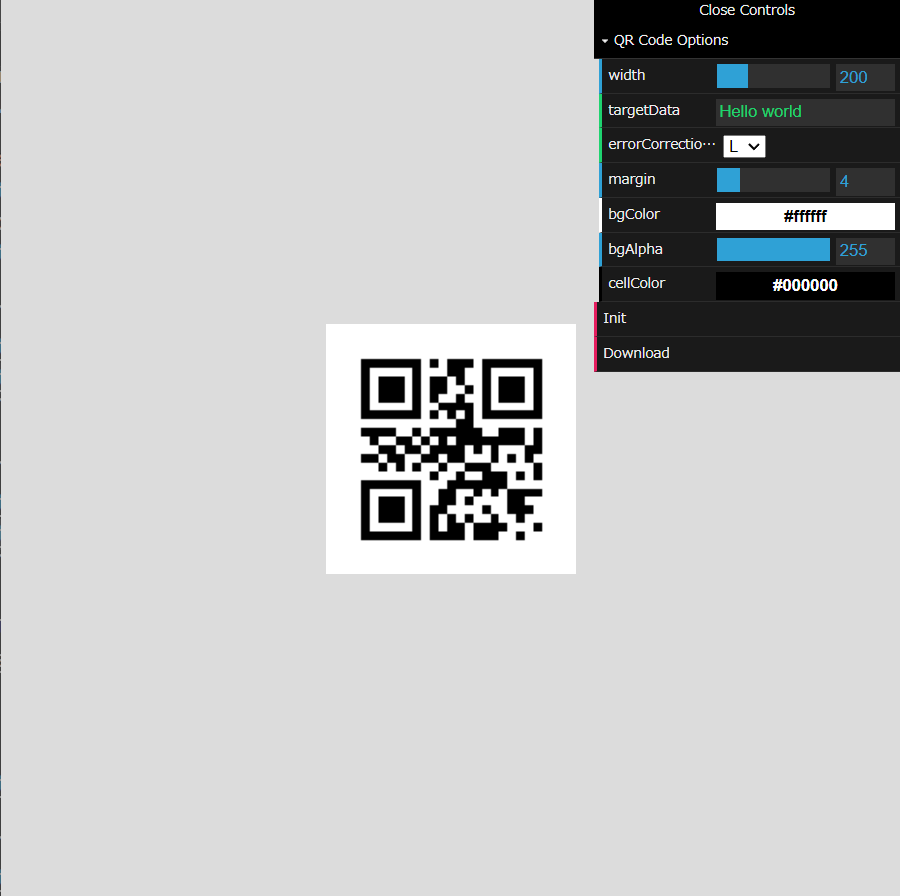 Close Controls
QR Code Options
width 200
targetData Hello world
errorCorrectio… L
margin 4
bgColor #ffffff
bgAlpha 255
cellColor #000000
Init
Download